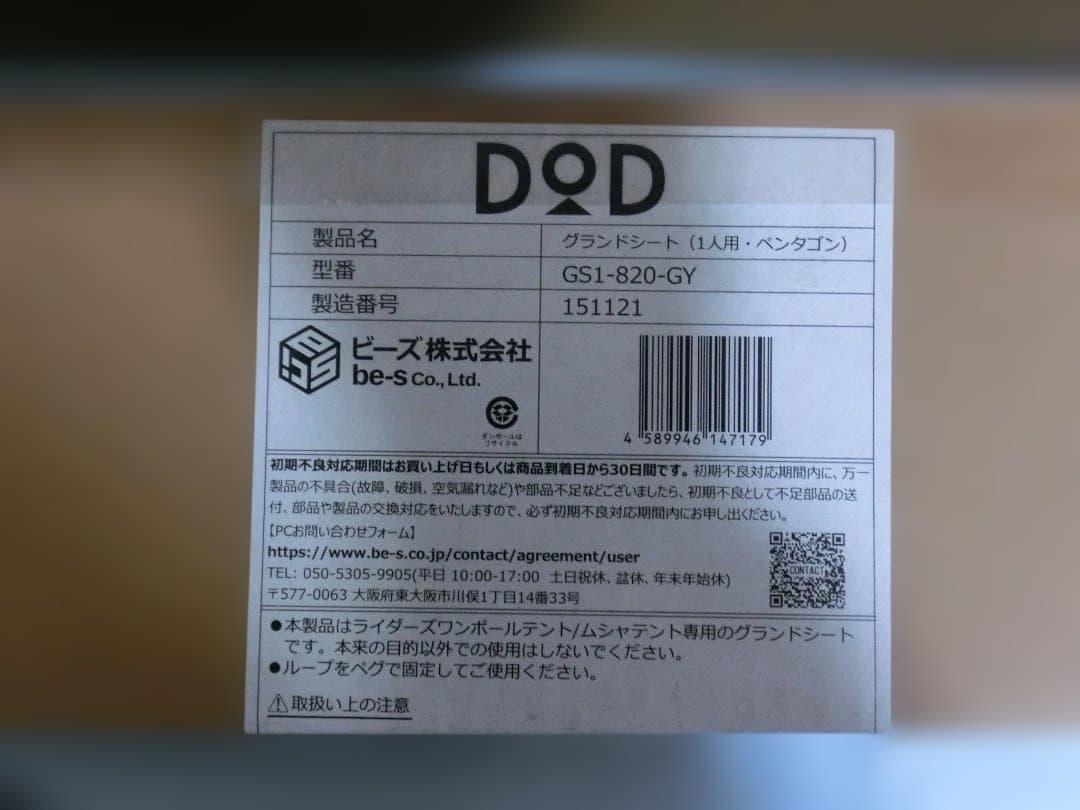 DOD
製品名 グランドシート（1人用・ペンタゴン）
型番 GS1-820-GY
製造番号 151121
ビーズ株式会社
be-s Co., Ltd.
ダンボールは
リサイクル
4 589946 147179
初期不良対応期間はお買い上げ日もしくは商品到着日から30日間です。初期不良対応期間内に、万一
製品の不具合(故障、破損、空気漏れなど)や部品不足などございましたら、初期不良として不足部品の送
付、部品や製品の交換対応をいたしますので、必ず初期不良対応期間内にお申し出ください。
【PCお問い合わせフォーム】
https://www.be-s.co.jp/contact/agreement/user
TEL: 050-5305-9905(平日 10:00-17:00 土日祝休、盆休、年末年始休)
〒577-0063 大阪府東大阪市川俣1丁目14番33号
CONTACT
●本製品はライダーズワンポールテント/ムシャテント専用のグランドシート
です。本来の目的以外での使用はしないでください。
●ループをペグで固定してご使用ください。
⚠取扱い上の注意